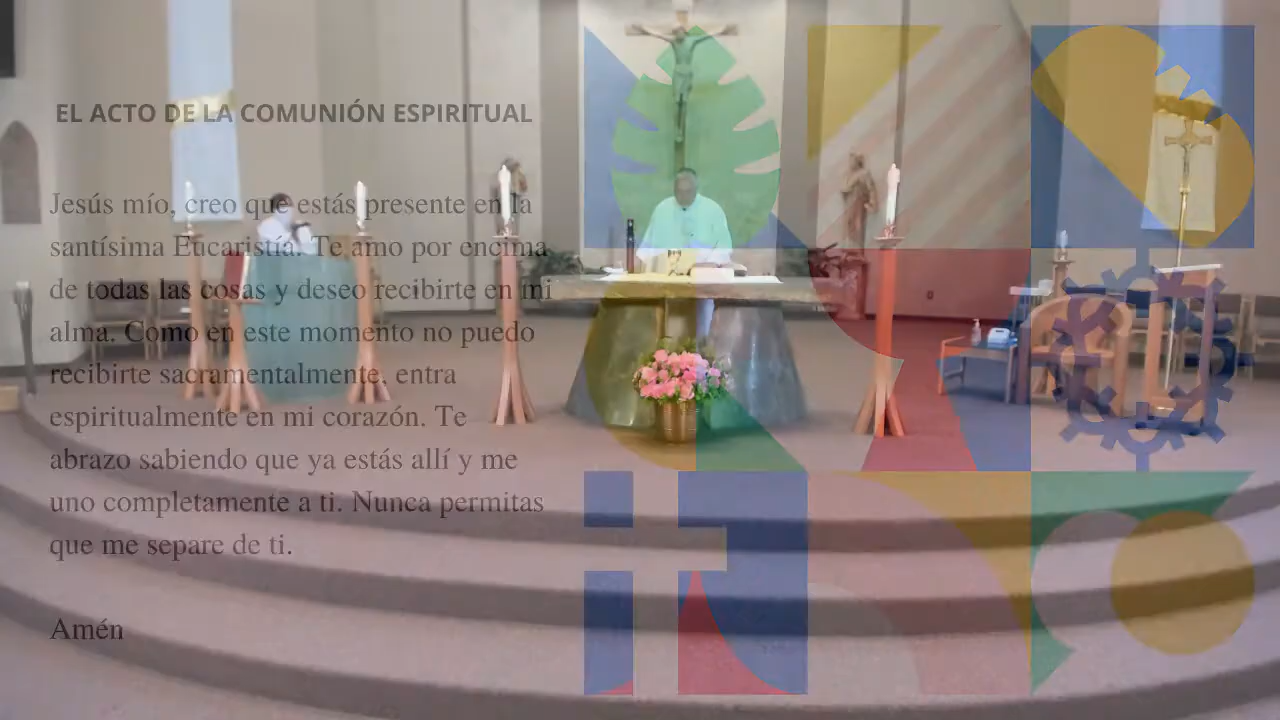 EL ACTO DE LA COMUNIÓN ESPIRITUAL
Jesús mío, creo que estás presente en la
santísima Eucaristía. Te amo por encima
de todas las cosas y deseo recibirte en mi
alma. Como en este momento no puedo
recibirte sacramentalmente, entra
espiritualmente en mi corazón. Te
abrazo sabiendo que ya estás allí y me
uno completamente a ti. Nunca permitas
que me separe de ti.
Amén